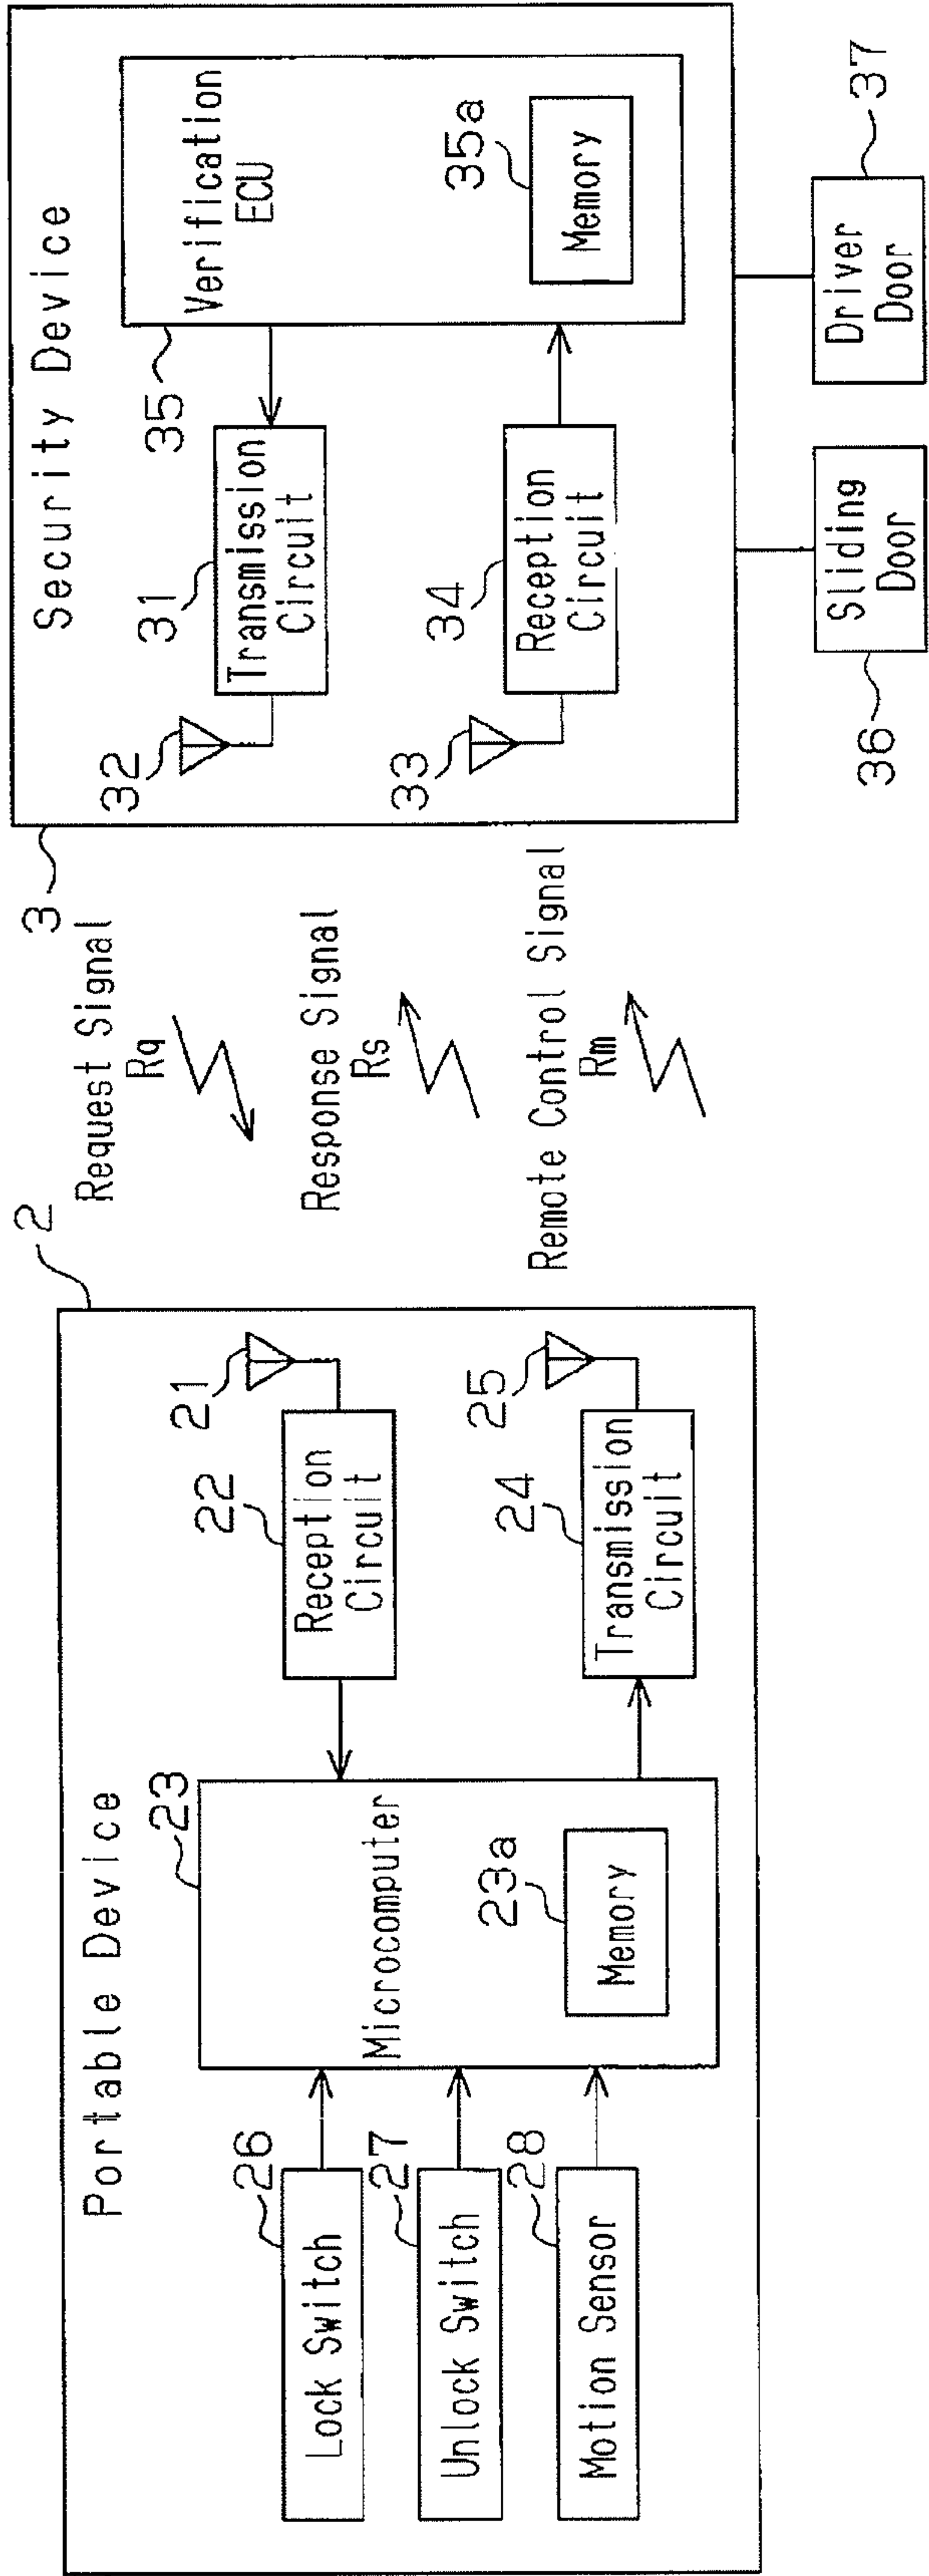 Portable Device
2
Lock Switch
26
Unlock Switch
27
Motion Sensor
28
23
Microcomputer
23a
Memory
22
Reception
Circuit
21
24
Transmission
Circuit
25
Request Signal
Rq
Response Signal
Rs
Remote Control Signal
Rm
3
Security Device
32
31
Transmission
Circuit
33
34
Reception
Circuit
35
Verification
ECU
35a
Memory
36
Sliding
Door
Driver
Door
37